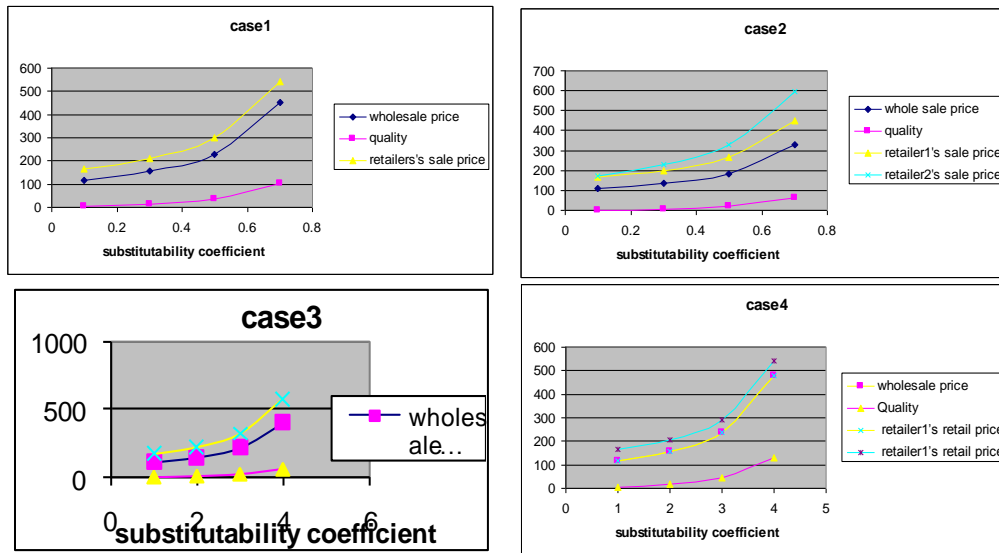 case1
600
500
400
300
200
100
0
0 0.2 0.4 0.6 0.8
substitutability coefficient
wholesale price
quality
retailers's sale price
case2
700
600
500
400
300
200
100
0
0 0.2 0.4 0.6 0.8
substitutability coefficient
whole sale price
quality
retailer1's sale price
retailer2's sale price
case3
1000
500
0
0 2 4 6
substitutability coefficient
wholes
ale...
case4
600
500
400
300
200
100
0
0 1 2 3 4 5
substitutability coefficient
wholesale price
Quality
retailer1's retail price
retailer1's retail price